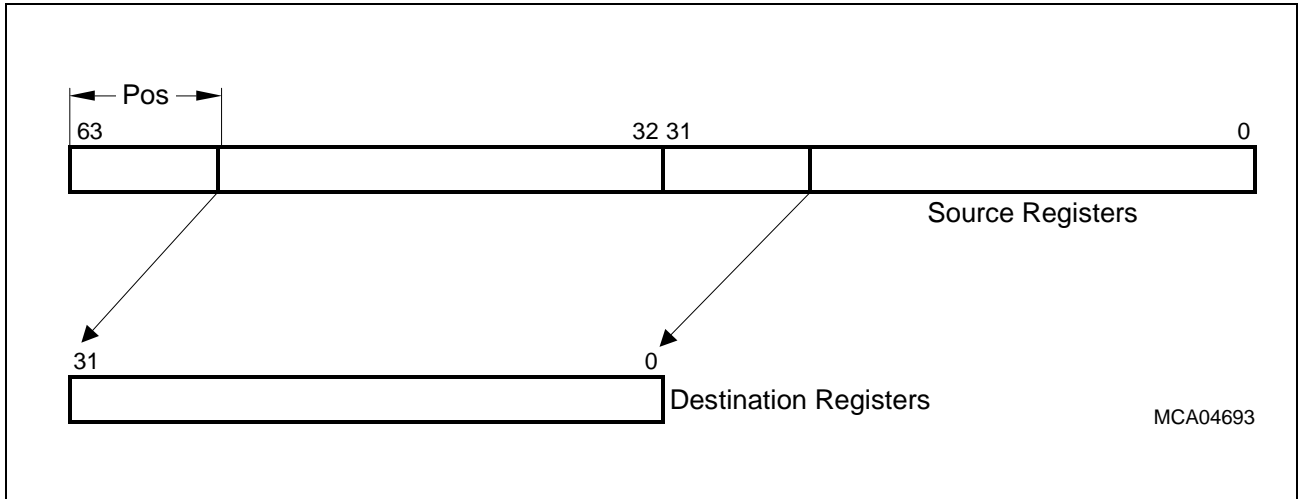 Pos
63 32 31 0
Source Registers
31 0
Destination Registers
MCA04693